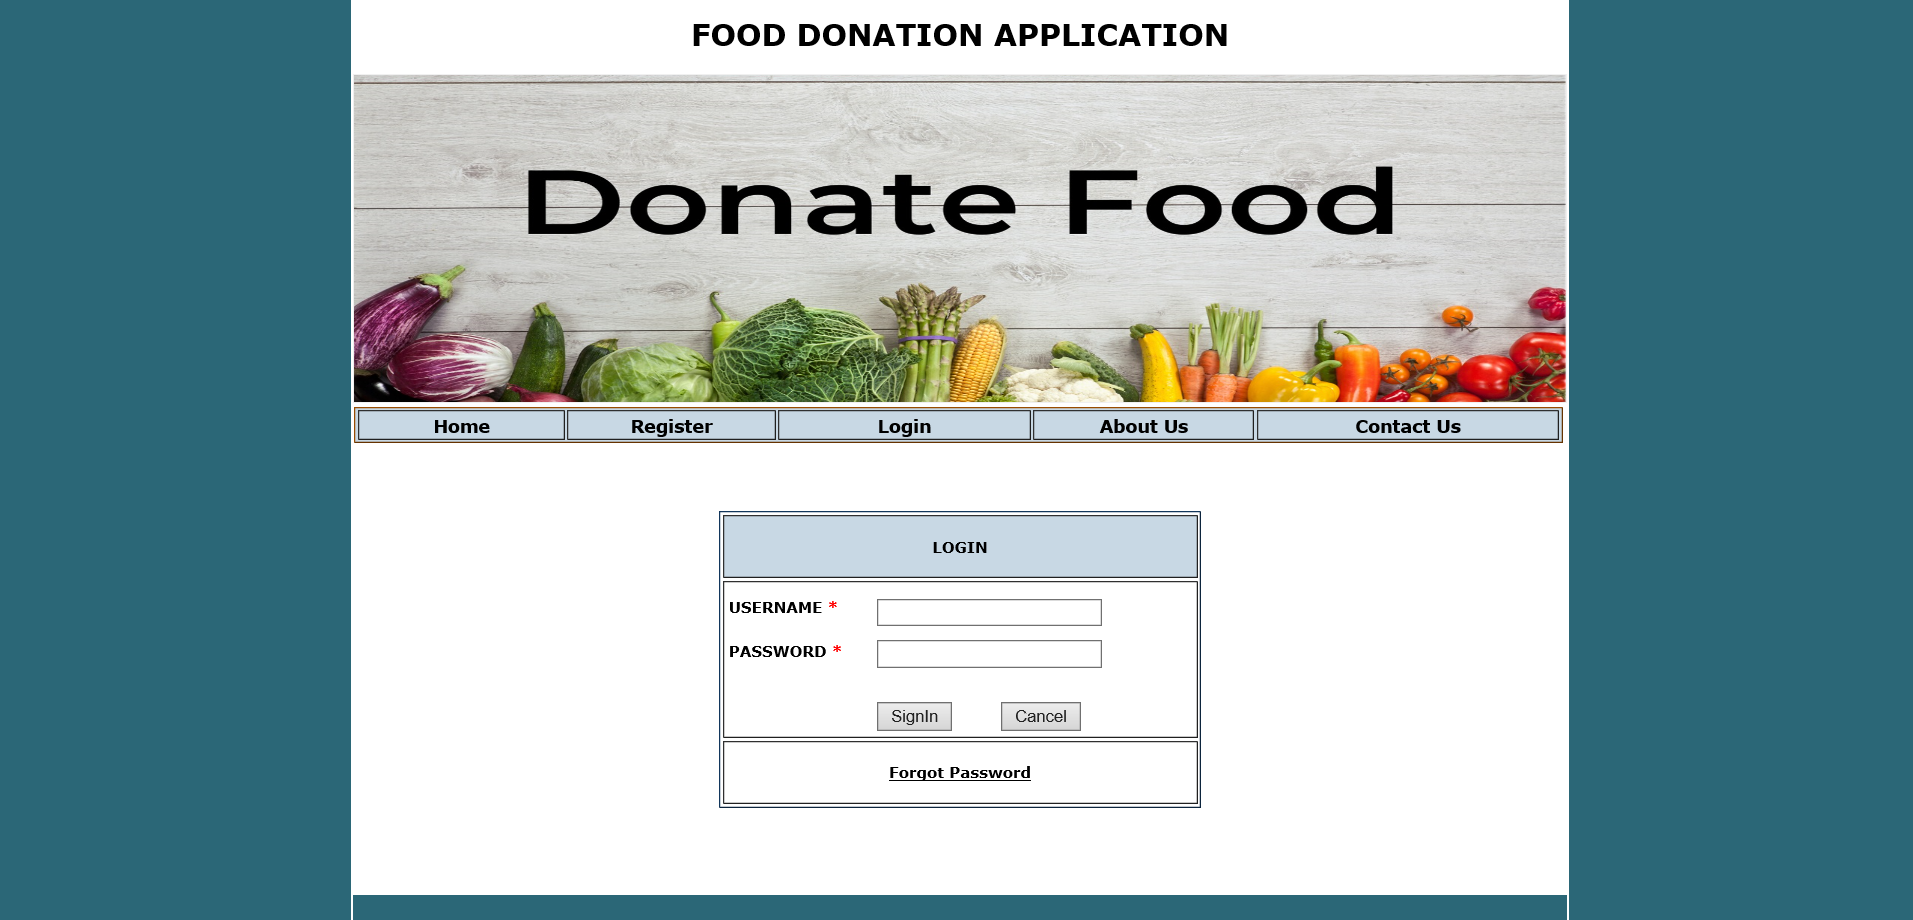 FOOD DONATION APPLICATION
Donate Food
Home Register Login About Us Contact Us
LOGIN
USERNAME *
PASSWORD *
SignIn Cancel
Forgot Password